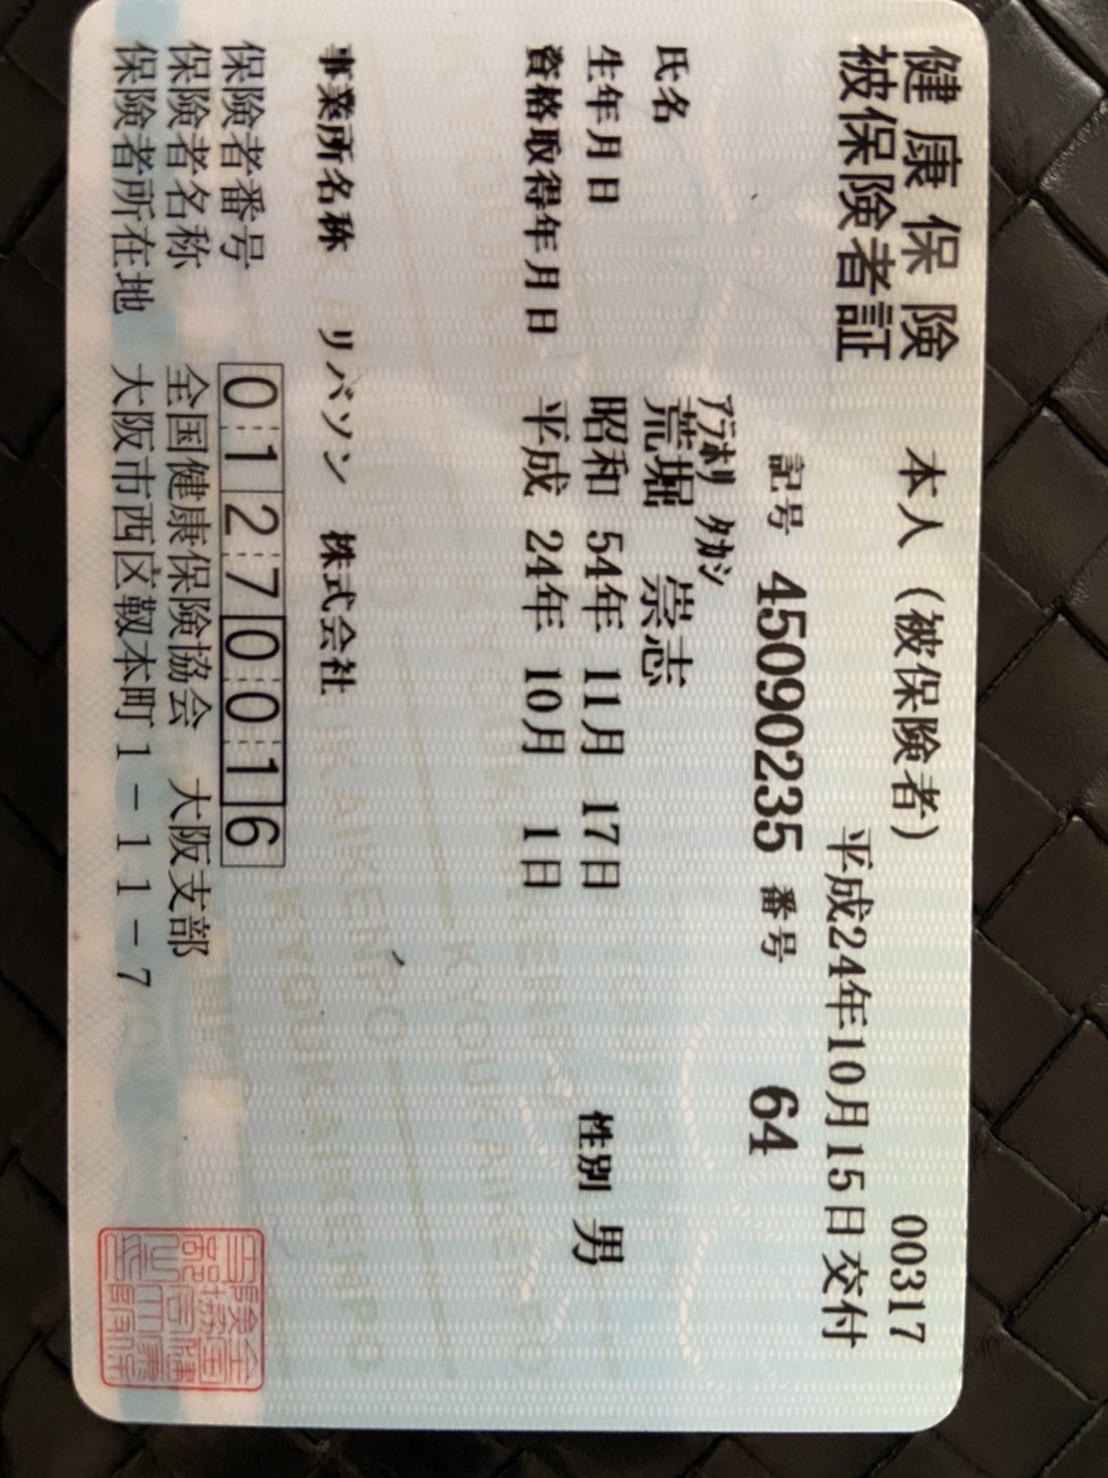 健康保険 本人（被保険者） 00317
被保険者証 平成24年10月15日交付
記号 45090235 番号 64
ｱﾗﾎﾘ ﾀｶｼ
氏名 荒堀 崇志
生年月日 昭和 54年 11月 17日 性別 男
資格取得年月日 平成 24年 10月 1日
事業所名称 リバソン 株式会社
保険者番号 01270016
保険者名称 全国健康保険協会 大阪支部
保険者所在地 大阪市西区靱本町1-11-7